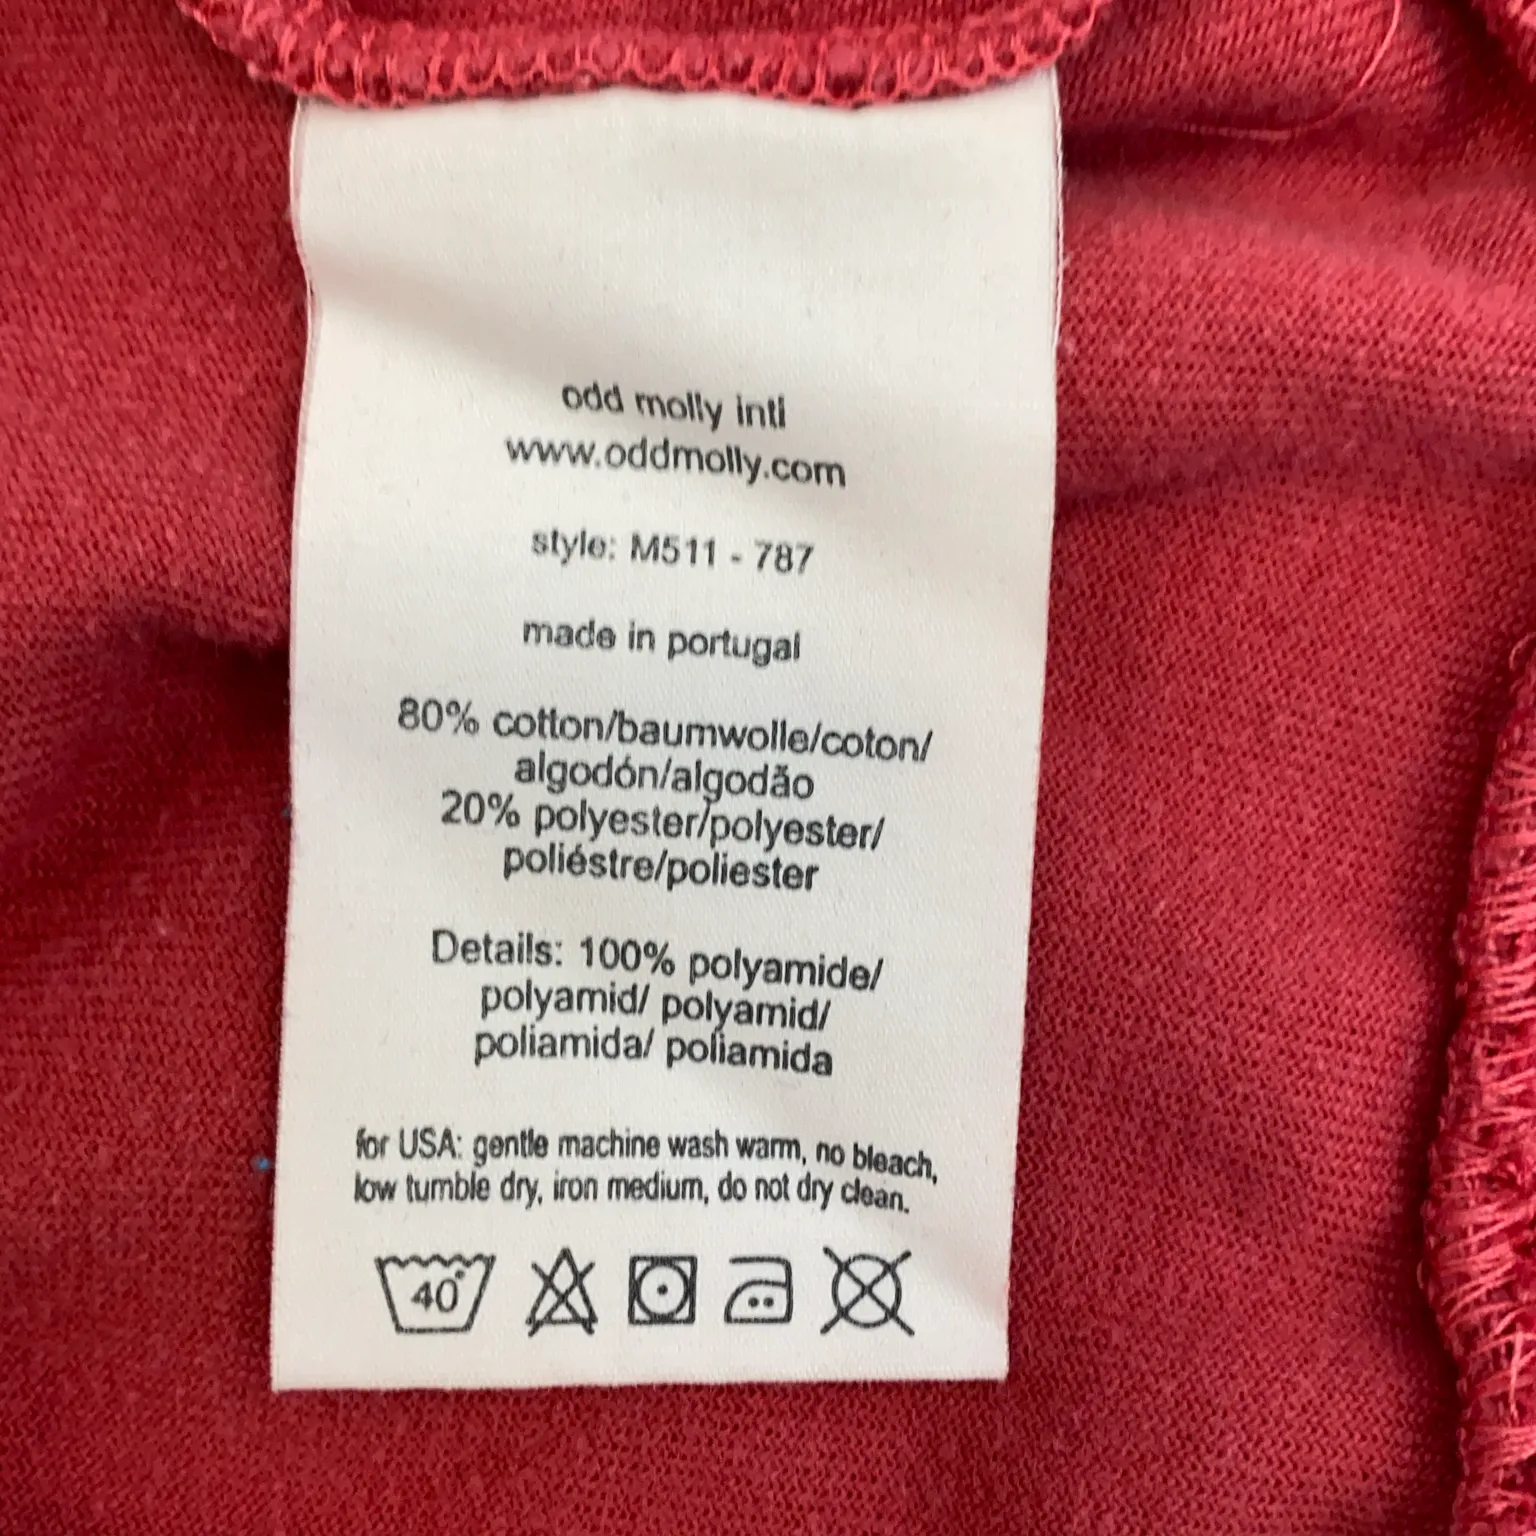 odd molly intl
www.oddmolly.com
style: M511 - 787
made in portugal
80% cotton/baumwolle/coton/
algodón/algodão
20% polyester/polyester/
poliéstre/poliester
Details: 100% polyamide/
polyamid/ polyamid/
poliamida/ poliamida
for USA: gentle machine wash warm, no bleach,
low tumble dry, iron medium, do not dry clean.
40°